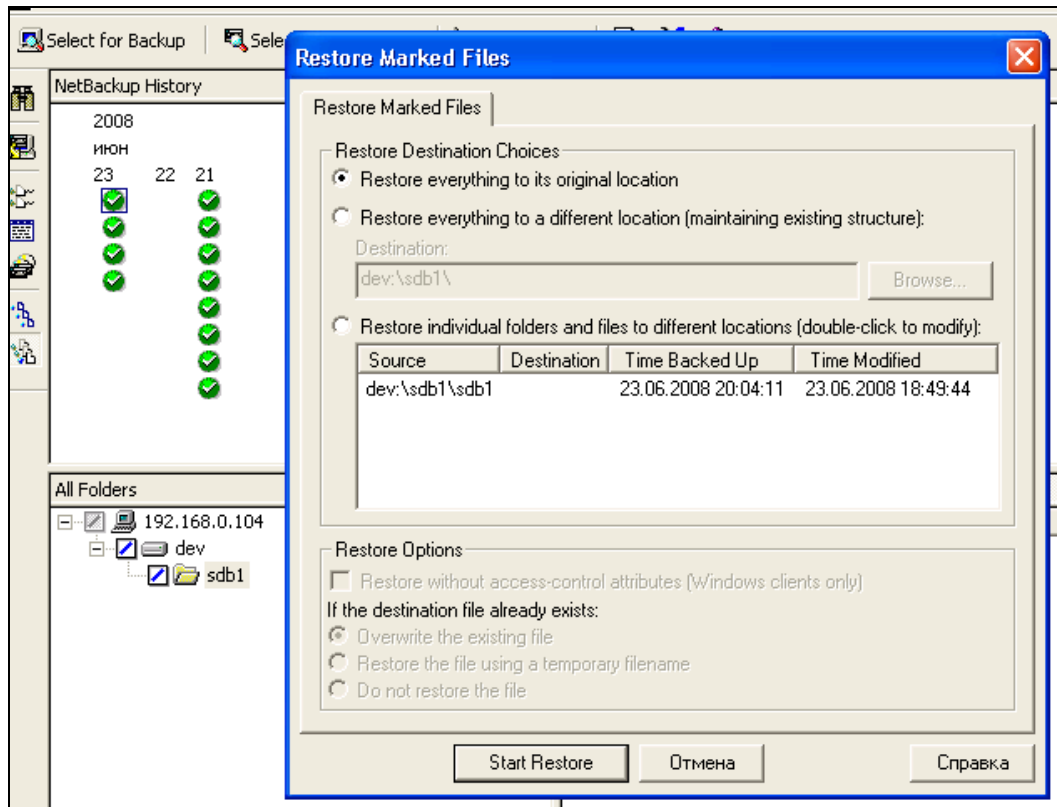 Select for Backup
Sele
NetBackup History
2008
июн
23 22 21
All Folders
192.168.0.104
dev
sdb1
Restore Marked Files
Restore Marked Files
Restore Destination Choices
Restore everything to its original location
Restore everything to a different location (maintaining existing structure):
Destination:
dev:\sdb1\
Browse...
Restore individual folders and files to different locations (double-click to modify):
Source Destination Time Backed Up Time Modified
dev:\sdb1\sdb1 23.06.2008 20:04:11 23.06.2008 18:49:44
Restore Options
Restore without access-control attributes (Windows clients only)
If the destination file already exists:
Overwrite the existing file
Restore the file using a temporary filename
Do not restore the file
Start Restore Отмена Справка